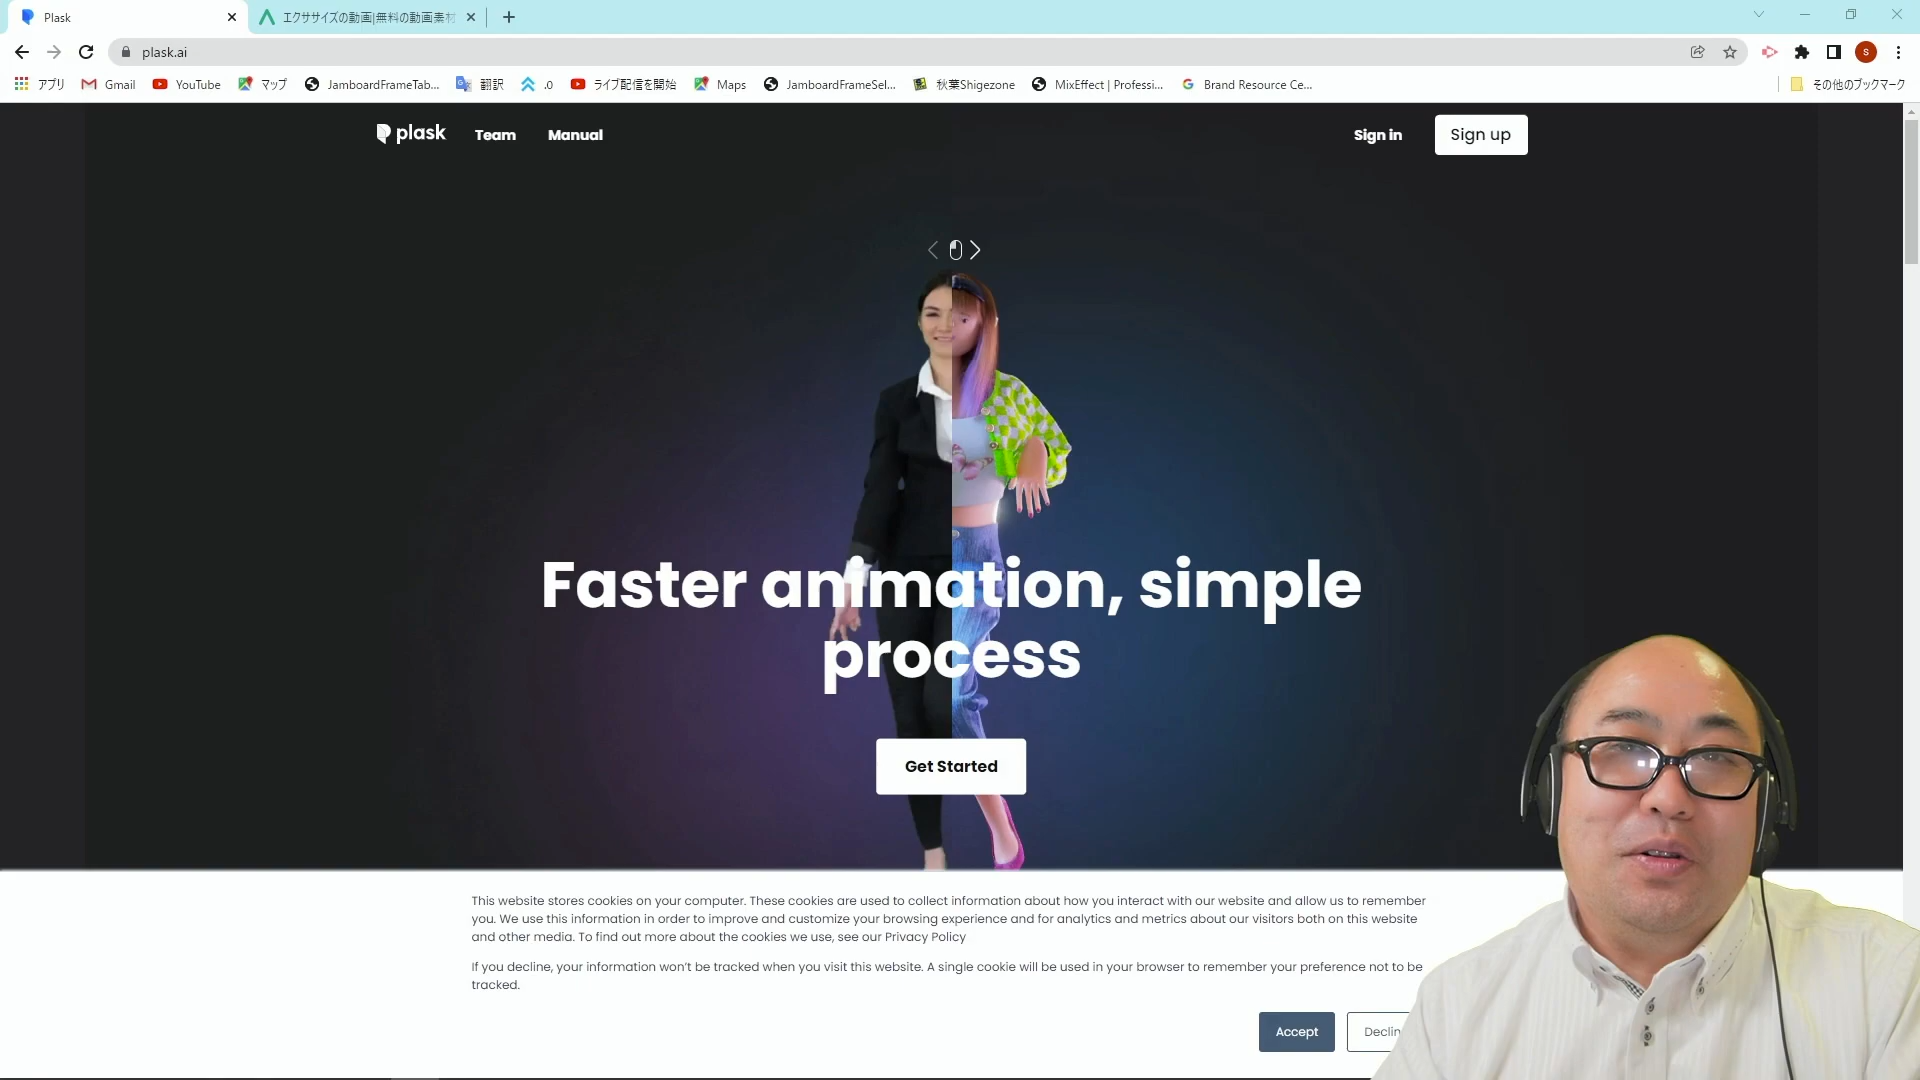 Plask
エクササイズの動画|無料の動画素材
plask.ai
S
アプリ
Gmail
YouTube
マップ
JamboardFrameTab...
翻訳
.0
ライブ配信を開始
Maps
JamboardFrameSel...
秋葉Shigezone
MixEffect | Professi...
Brand Resource Ce...
その他のブックマーク
plask
Team
Manual
Sign in
Sign up
Faster animation, simple
process
Get Started
This website stores cookies on your computer. These cookies are used to collect information about how you interact with our website and allow us to remember
you. We use this information in order to improve and customize your browsing experience and for analytics and metrics about our visitors both on this website
and other media. To find out more about the cookies we use, see our Privacy Policy
If you decline, your information won't be tracked when you visit this website. A single cookie will be used in your browser to remember your preference not to be
tracked.
Accept
Declin